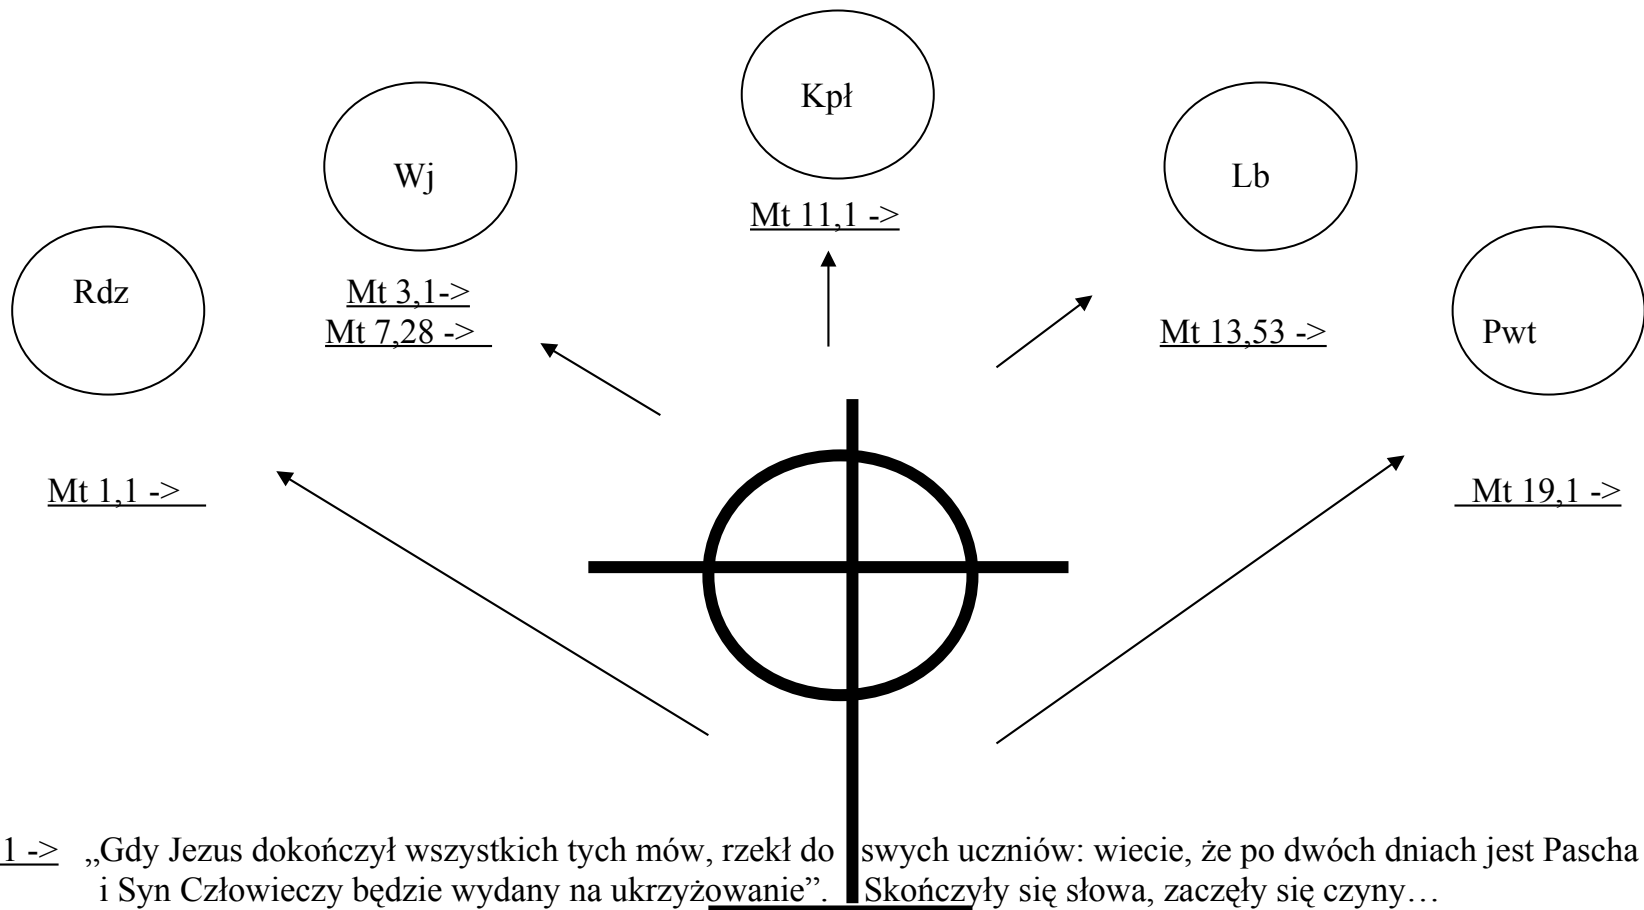 Kpł
Wj
Lb
Mt 11,1 ->
Rdz
Mt 3,1->
Mt 7,28 ->
Mt 13,53 ->
Pwt
Mt 1,1 ->
Mt 19,1 ->
1 -> „Gdy Jezus dokończył wszystkich tych mów, rzekł do swych uczniów: wiecie, że po dwóch dniach jest Pascha
i Syn Człowieczy będzie wydany na ukrzyżowanie”. Skończyły się słowa, zaczęły się czyny…